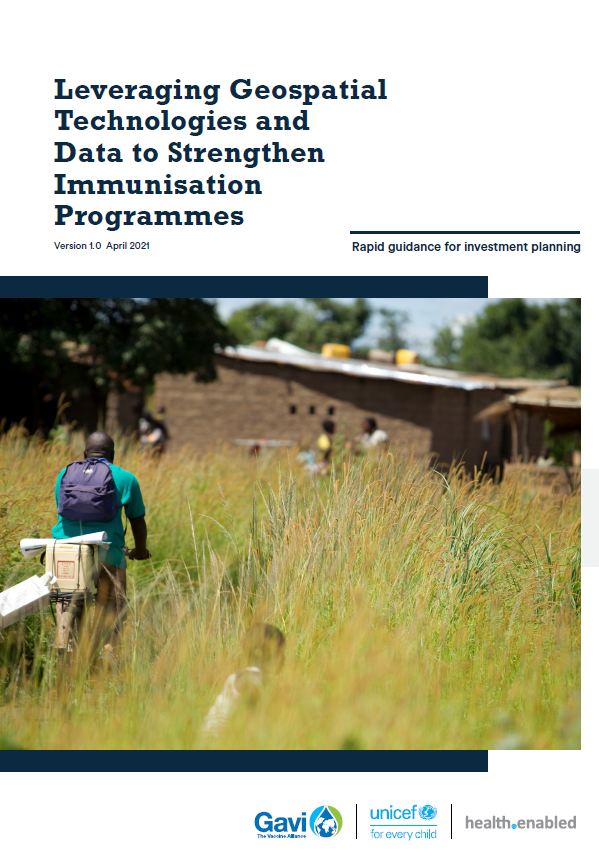 Leveraging Geospatial
Technologies and
Data to Strengthen
Immunisation
Programmes
Version 1.0 April 2021
Rapid guidance for investment planning
Gavi
The Vaccine Alliance
unicef
for every child
health.enabled